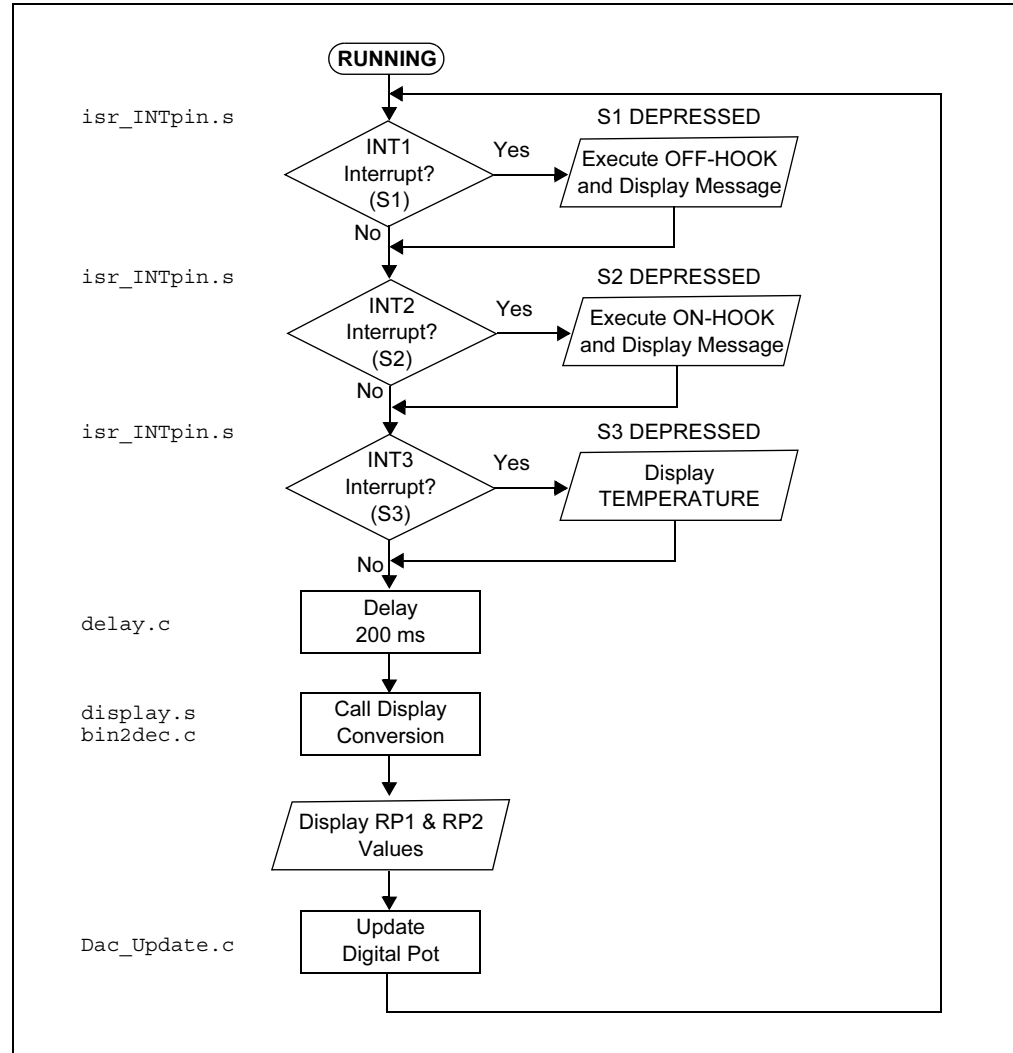 RUNNING
isr_INTpin.s
S1 DEPRESSED
INT1
Interrupt?
(S1)
Yes
Execute OFF-HOOK
and Display Message
No
isr_INTpin.s
S2 DEPRESSED
INT2
Interrupt?
(S2)
Yes
Execute ON-HOOK
and Display Message
No
isr_INTpin.s
S3 DEPRESSED
INT3
Interrupt?
(S3)
Yes
Display
TEMPERATURE
No
delay.c
Delay
200 ms
display.s
bin2dec.c
Call Display
Conversion
Display RP1 & RP2
Values
Dac_Update.c
Update
Digital Pot